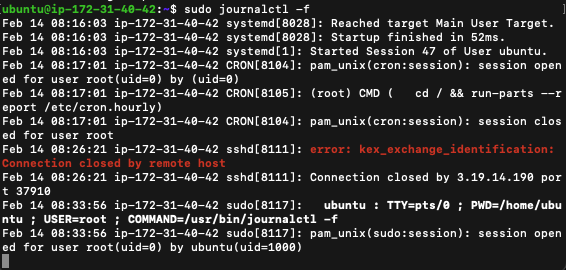 ubuntu@ip-172-31-40-42:~$ sudo journalctl -f
Feb 14 08:16:03 ip-172-31-40-42 systemd[8028]: Reached target Main User Target.
Feb 14 08:16:03 ip-172-31-40-42 systemd[8028]: Startup finished in 52ms.
Feb 14 08:16:03 ip-172-31-40-42 systemd[1]: Started Session 47 of User ubuntu.
Feb 14 08:17:01 ip-172-31-40-42 CRON[8104]: pam_unix(cron:session): session open
ed for user root(uid=0) by (uid=0)
Feb 14 08:17:01 ip-172-31-40-42 CRON[8105]: (root) CMD (   cd / && run-parts --r
eport /etc/cron.hourly)
Feb 14 08:17:01 ip-172-31-40-42 CRON[8104]: pam_unix(cron:session): session clos
ed for user root
Feb 14 08:26:21 ip-172-31-40-42 sshd[8111]: error: kex_exchange_identification:
Connection closed by remote host
Feb 14 08:26:21 ip-172-31-40-42 sshd[8111]: Connection closed by 3.19.14.190 por
t 37910
Feb 14 08:33:56 ip-172-31-40-42 sudo[8117]:   ubuntu : TTY=pts/0 ; PWD=/home/ubu
ntu ; USER=root ; COMMAND=/usr/bin/journalctl -f
Feb 14 08:33:56 ip-172-31-40-42 sudo[8117]: pam_unix(sudo:session): session open
ed for user root(uid=0) by ubuntu(uid=1000)